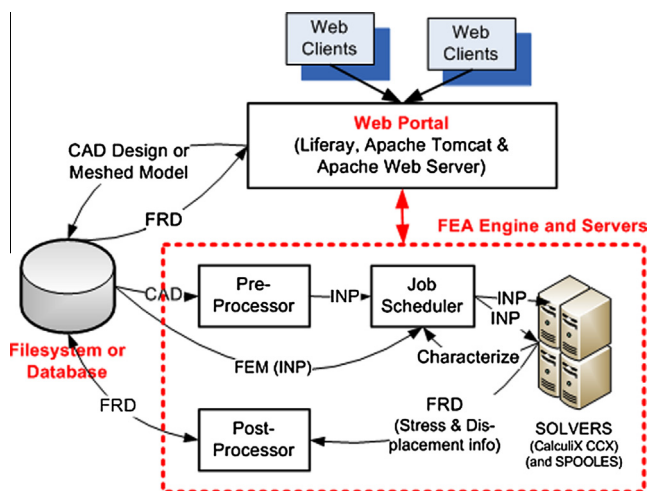 Web
Clients
Web
Clients
Web Portal
(Liferay, Apache Tomcat &
Apache Web Server)
CAD Design or
Meshed Model
FRD
FEA Engine and Servers
CAD
Pre-
Processor
INP
Job
Scheduler
INP
INP
Characterize
Filesystem or
Database
FEM (INP)
FRD
FRD
(Stress & Dis-
placement info)
Post-
Processor
SOLVERS
(CalculiX CCX)
(and SPOOLES)